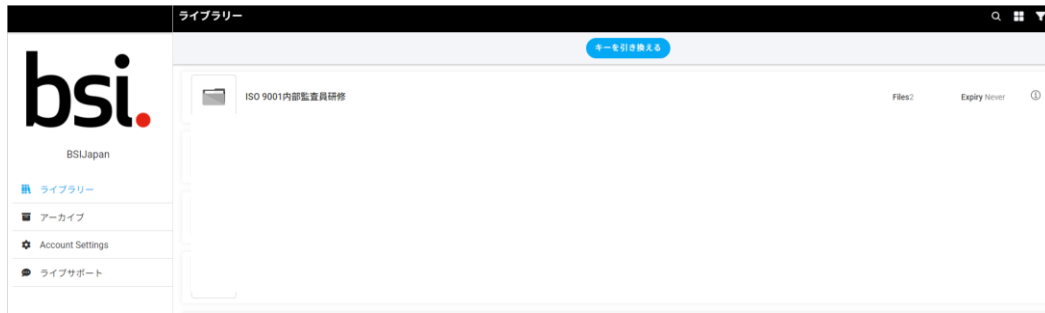 ライブラリー
キーを引き換える
bsi.
BSIJapan
ライブラリー
アーカイブ
Account Settings
ライブサポート
ISO 9001内部監査員研修
Files2
Expiry Never